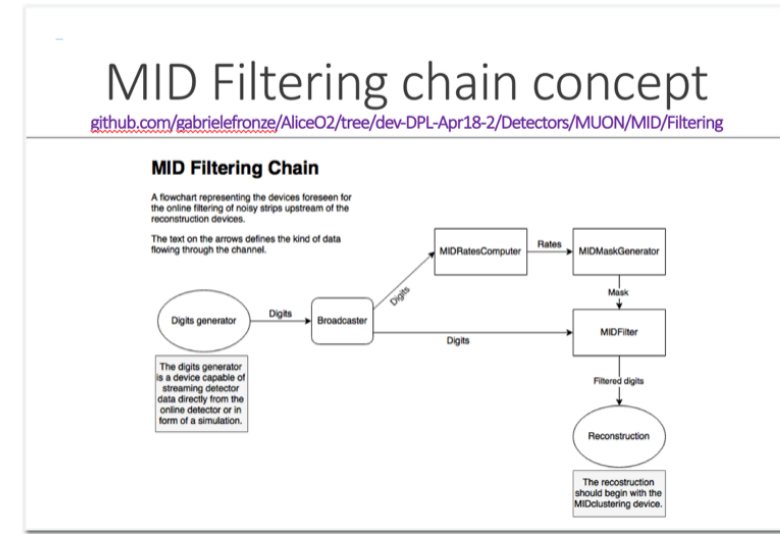 MID Filtering chain concept
github.com/gabrielefronze/AliceO2/tree/dev-DPL-Apr18-2/Detectors/MUON/MID/Filtering
MID Filtering Chain
A flowchart representing the devices foreseen for
the online filtering of noisy strips upstream of the
reconstruction devices.
The text on the arrows defines the kind of data
flowing through the channel.
MIDRatesComputer
Rates
MIDMaskGenerator
Digits
Mask
Digits generator
Digits
Broadcaster
Digits
MIDFilter
The digits generator
is a device capable of
streaming detector
data directly from the
online detector or in
form of a simulation.
Filtered digits
Reconstruction
The recostruction
should begin with the
MIDclustering device.